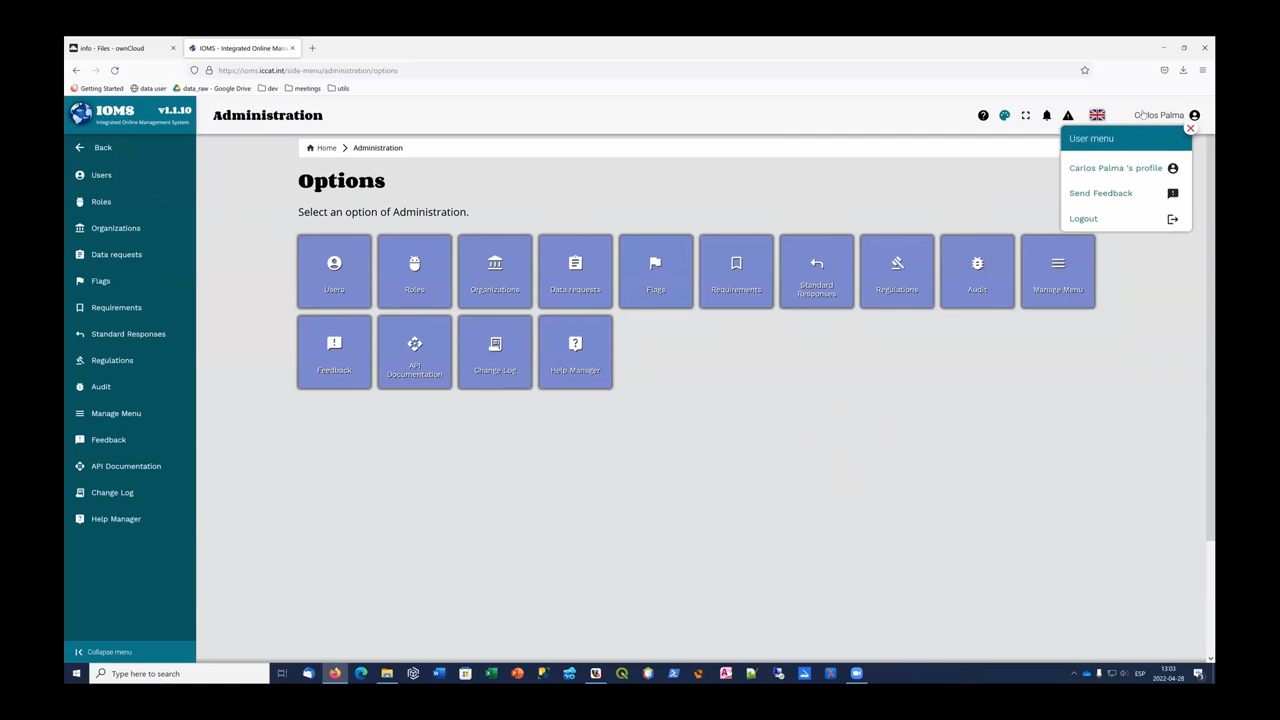 info - Files - ownCloud
IOMS - Integrated Online Man
https://ioms.iccat.int/side-menu/administration/options
Getting Started
data user
data_raw - Google Drive
dev
meetings
utils
IOMS v1.1.10
Integrated Online Management System
Administration
Carlos Palma
Back
Users
Roles
Organizations
Data requests
Flags
Requirements
Standard Responses
Regulations
Audit
Manage Menu
Feedback
API Documentation
Change Log
Help Manager
Collapse menu
Home
Administration
Options
Select an option of Administration.
Users
Roles
Organizations
Data requests
Flags
Requirements
Standard
Responses
Regulations
Audit
Manage Menu
Feedback
API
Documentation
Change Log
Help Manager
User menu
Carlos Palma 's profile
Send Feedback
Logout
Type here to search
ESP
13:03
2022-04-28